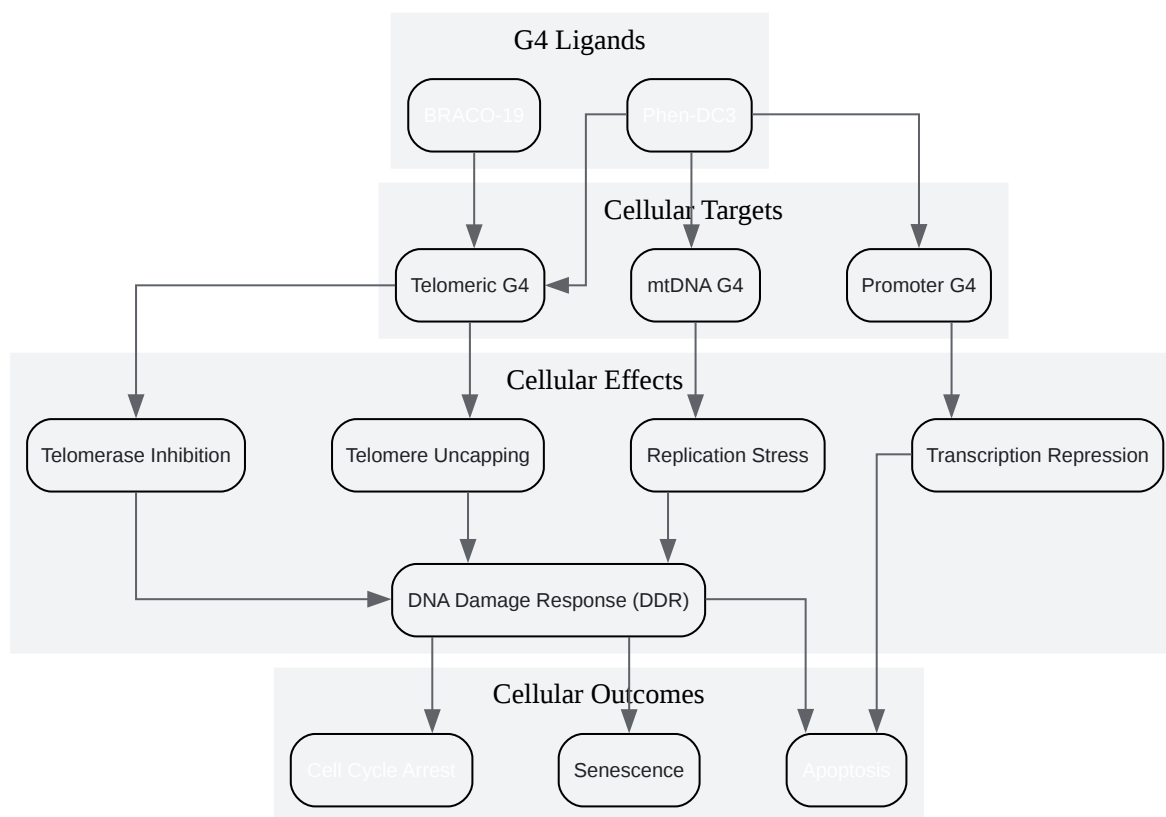 G4 Ligands
BRACO-19
Phen-DC3
Cellular Targets
Telomeric G4
mtDNA G4
Promoter G4
Cellular Effects
Telomerase Inhibition
Telomere Uncapping
Replication Stress
Transcription Repression
DNA Damage Response (DDR)
Cellular Outcomes
Cell Cycle Arrest
Senescence
Apoptosis